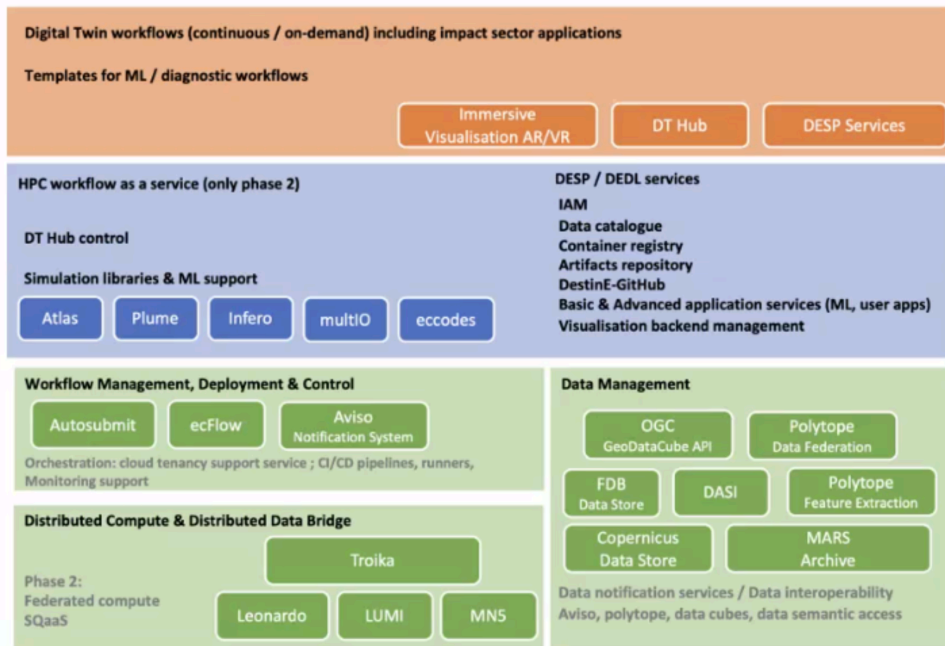 Digital Twin workflows (continuous / on-demand) including impact sector applications
Templates for ML / diagnostic workflows
Immersive
Visualisation AR/VR
DT Hub
DESP Services
HPC workflow as a service (only phase 2)
DT Hub control
Simulation libraries & ML support
Atlas
Plume
Infero
multIO
eccodes
DESP / DEDL services
IAM
Data catalogue
Container registry
Artifacts repository
DestinE-GitHub
Basic & Advanced application services (ML, user apps)
Visualisation backend management
Workflow Management, Deployment & Control
Autosubmit
ecFlow
Aviso
Notification System
Orchestration: cloud tenancy support service ; CI/CD pipelines, runners,
Monitoring support
Distributed Compute & Distributed Data Bridge
Troika
Phase 2:
Federated compute
SQaaS
Leonardo
LUMI
MN5
Data Management
OGC
GeoDataCube API
Polytope
Data Federation
FDB
Data Store
DASI
Polytope
Feature Extraction
Copernicus
Data Store
MARS
Archive
Data notification services / Data interoperability
Aviso, polytope, data cubes, data semantic access